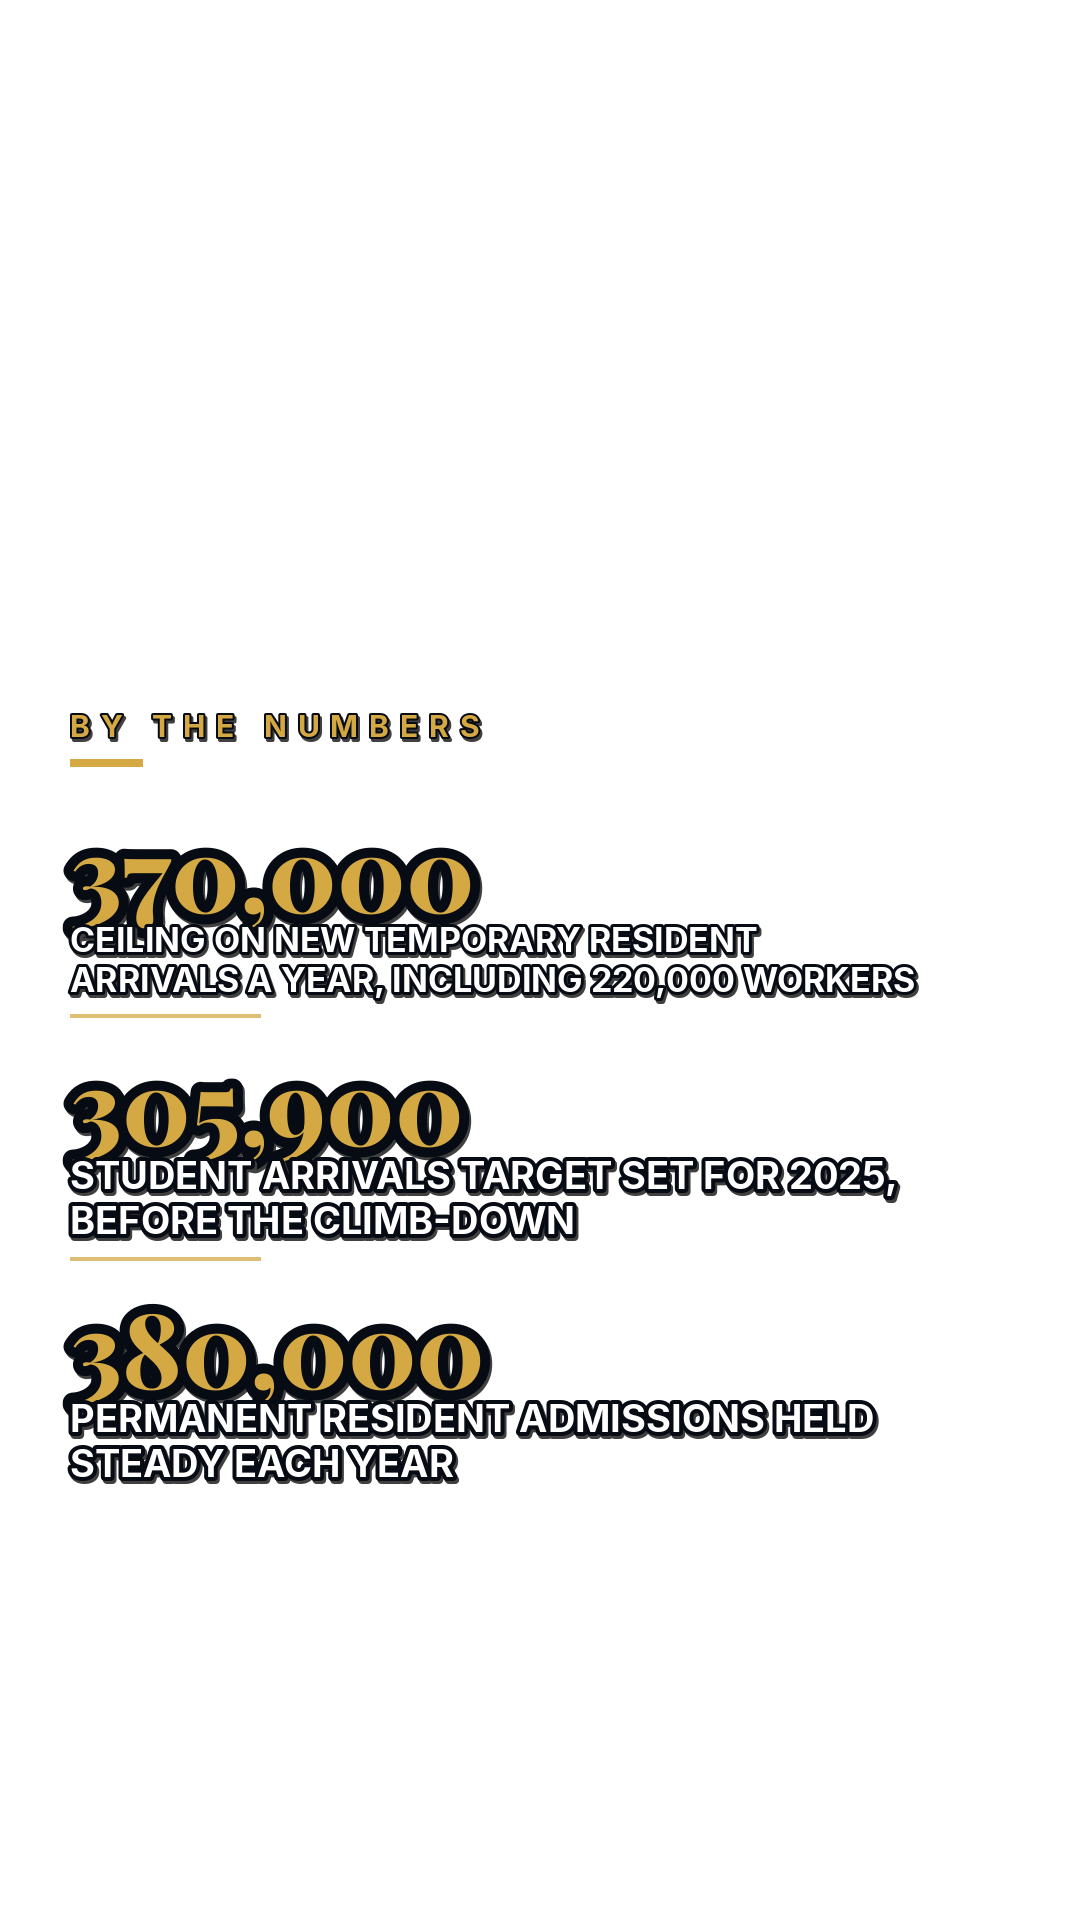 BY THE NUMBERS
370,000
CEILING ON NEW TEMPORARY RESIDENT
ARRIVALS A YEAR, INCLUDING 220,000 WORKERS
305,900
STUDENT ARRIVALS TARGET SET FOR 2025,
BEFORE THE CLIMB-DOWN
380,000
PERMANENT RESIDENT ADMISSIONS HELD
STEADY EACH YEAR